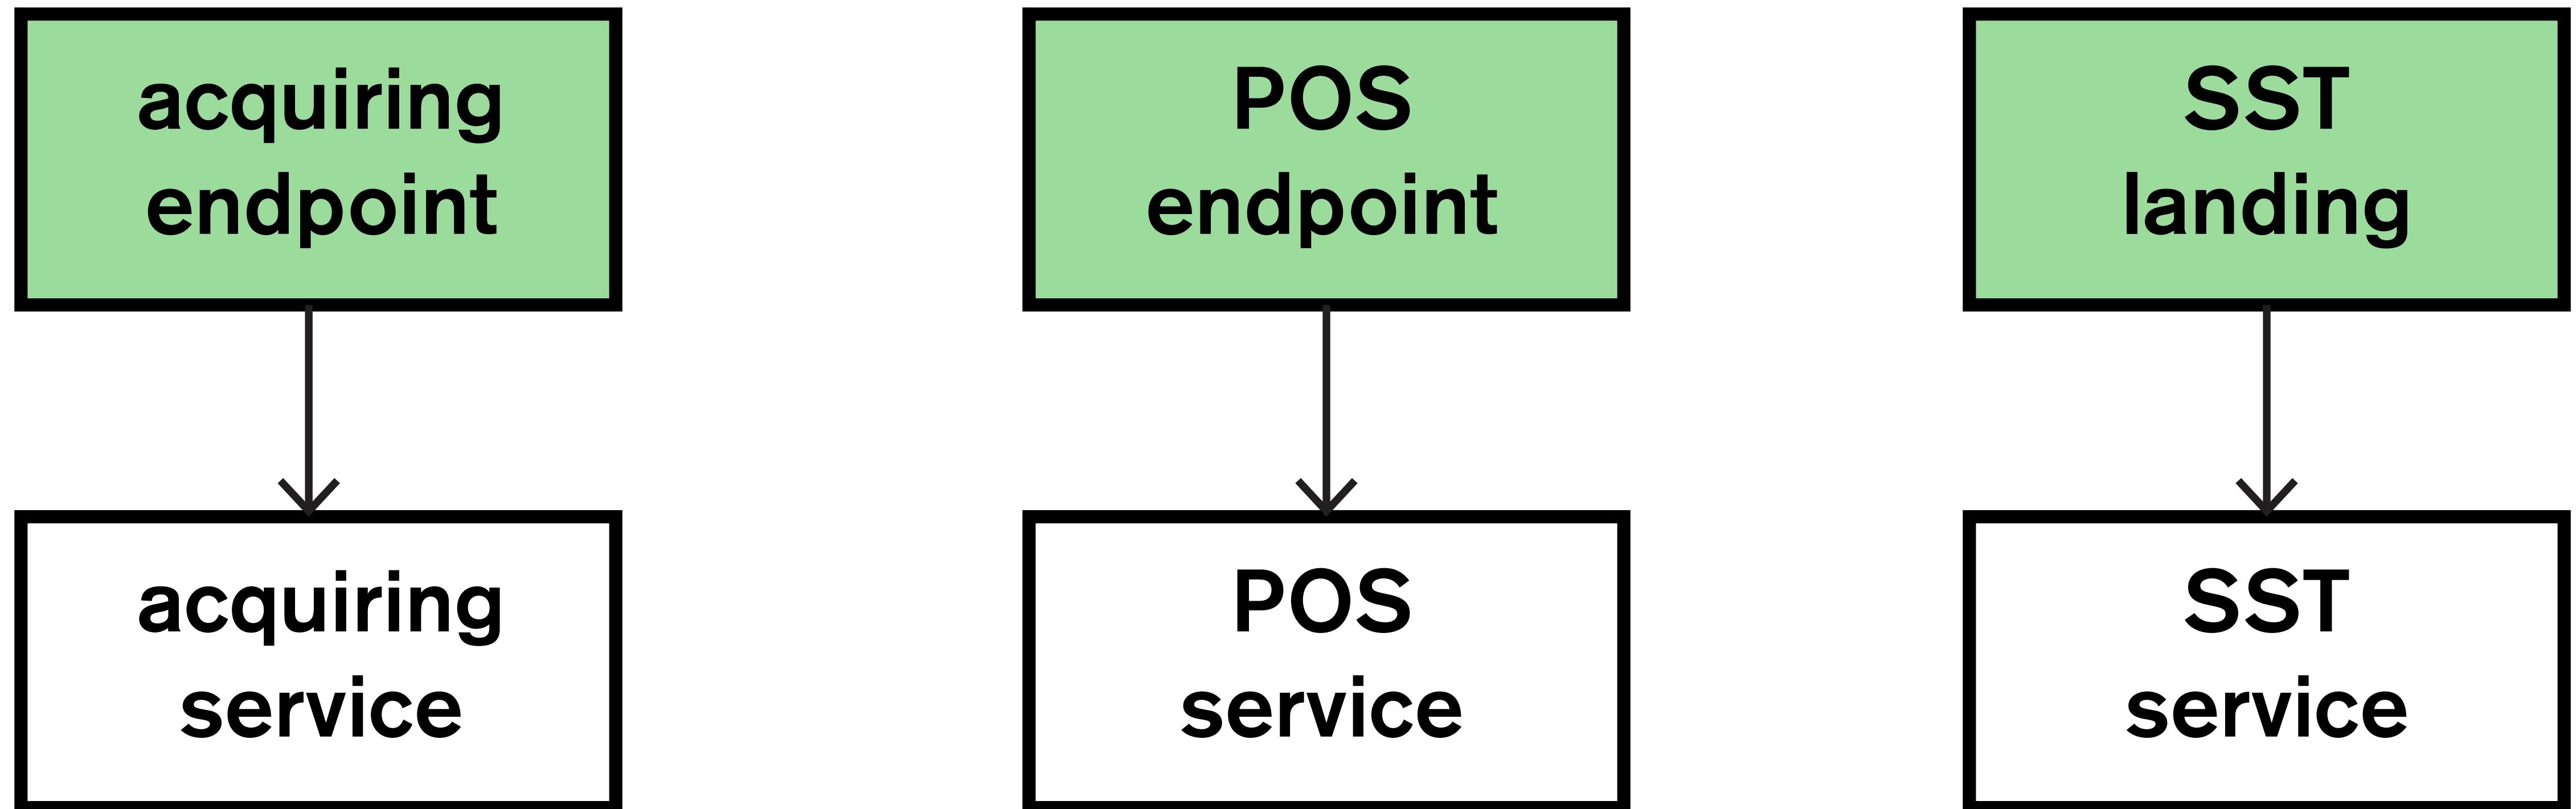 acquiring
endpoint
POS
endpoint
SST
landing
acquiring
service
POS
service
SST
service